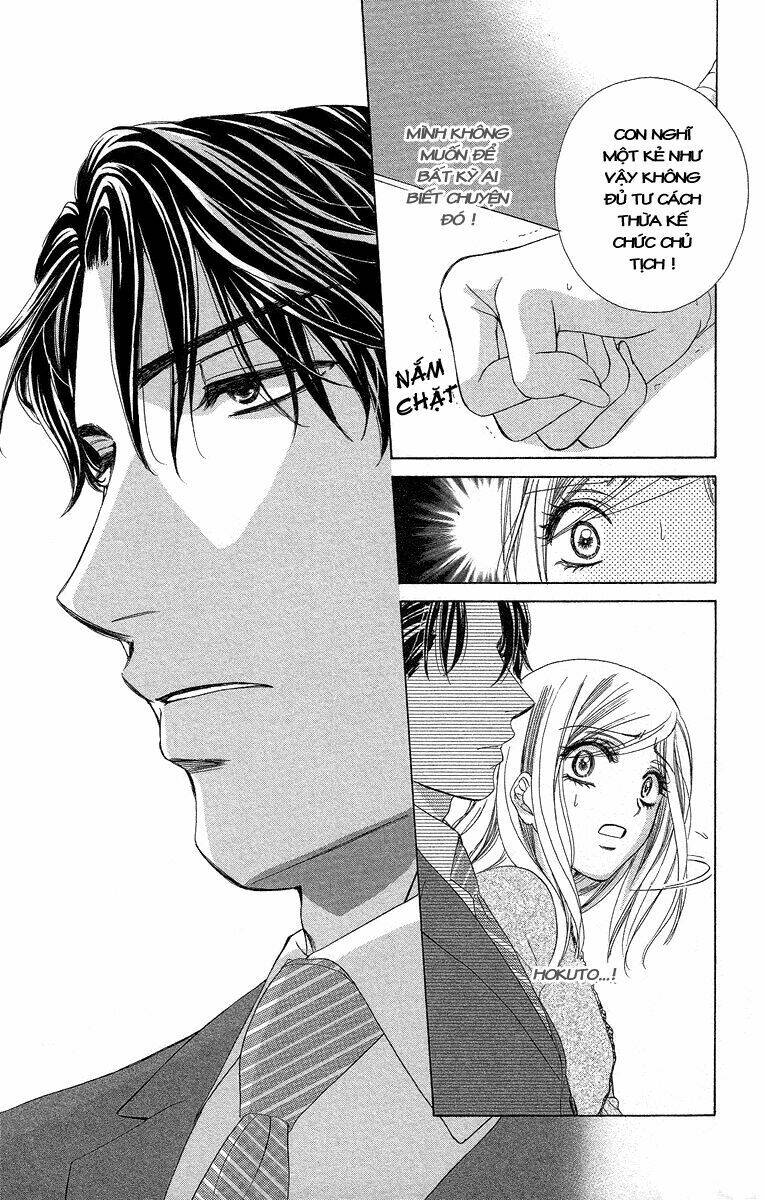 CON NGHĨ
MỘT KẺ NHƯ
VẬY KHÔNG
ĐỦ TƯ CÁCH
THỪA KẾ
CHỨC CHỦ
TỊCH !
MÌNH KHÔNG
MUỐN ĐỂ
BẤT KỲ AI
BIẾT CHUYỆN
ĐÓ !
NẮM
CHẶT
HOKUTO...!